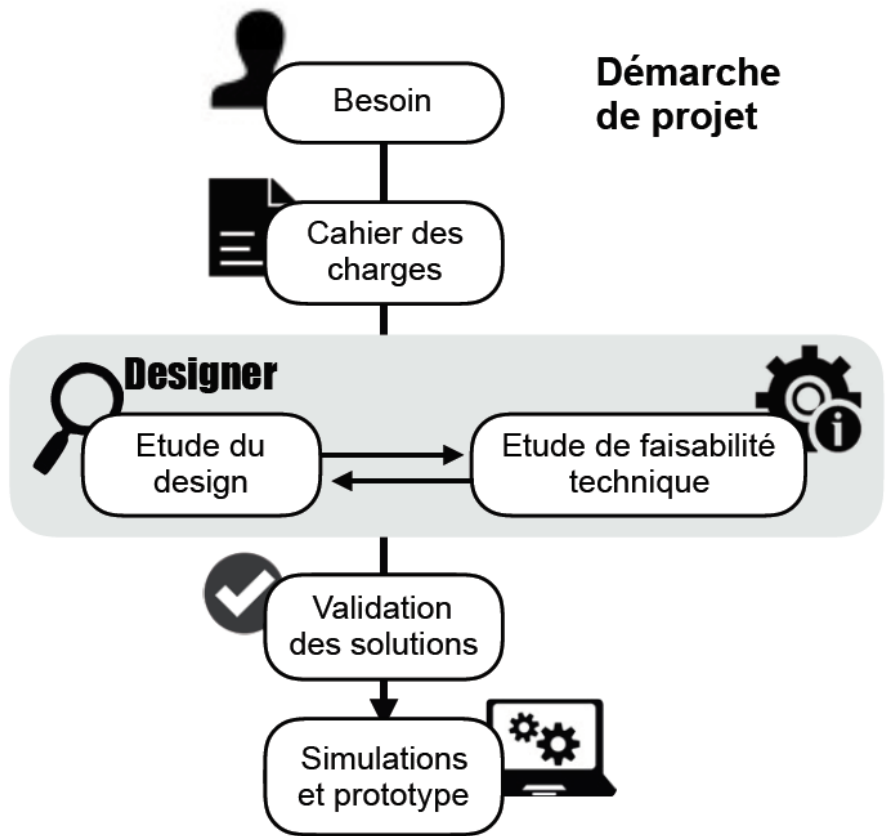 Démarche
de projet
Besoin
Cahier des
charges
Designer
Etude du
design
Etude de faisabilité
technique
i
Validation
des solutions
Simulations
et prototype